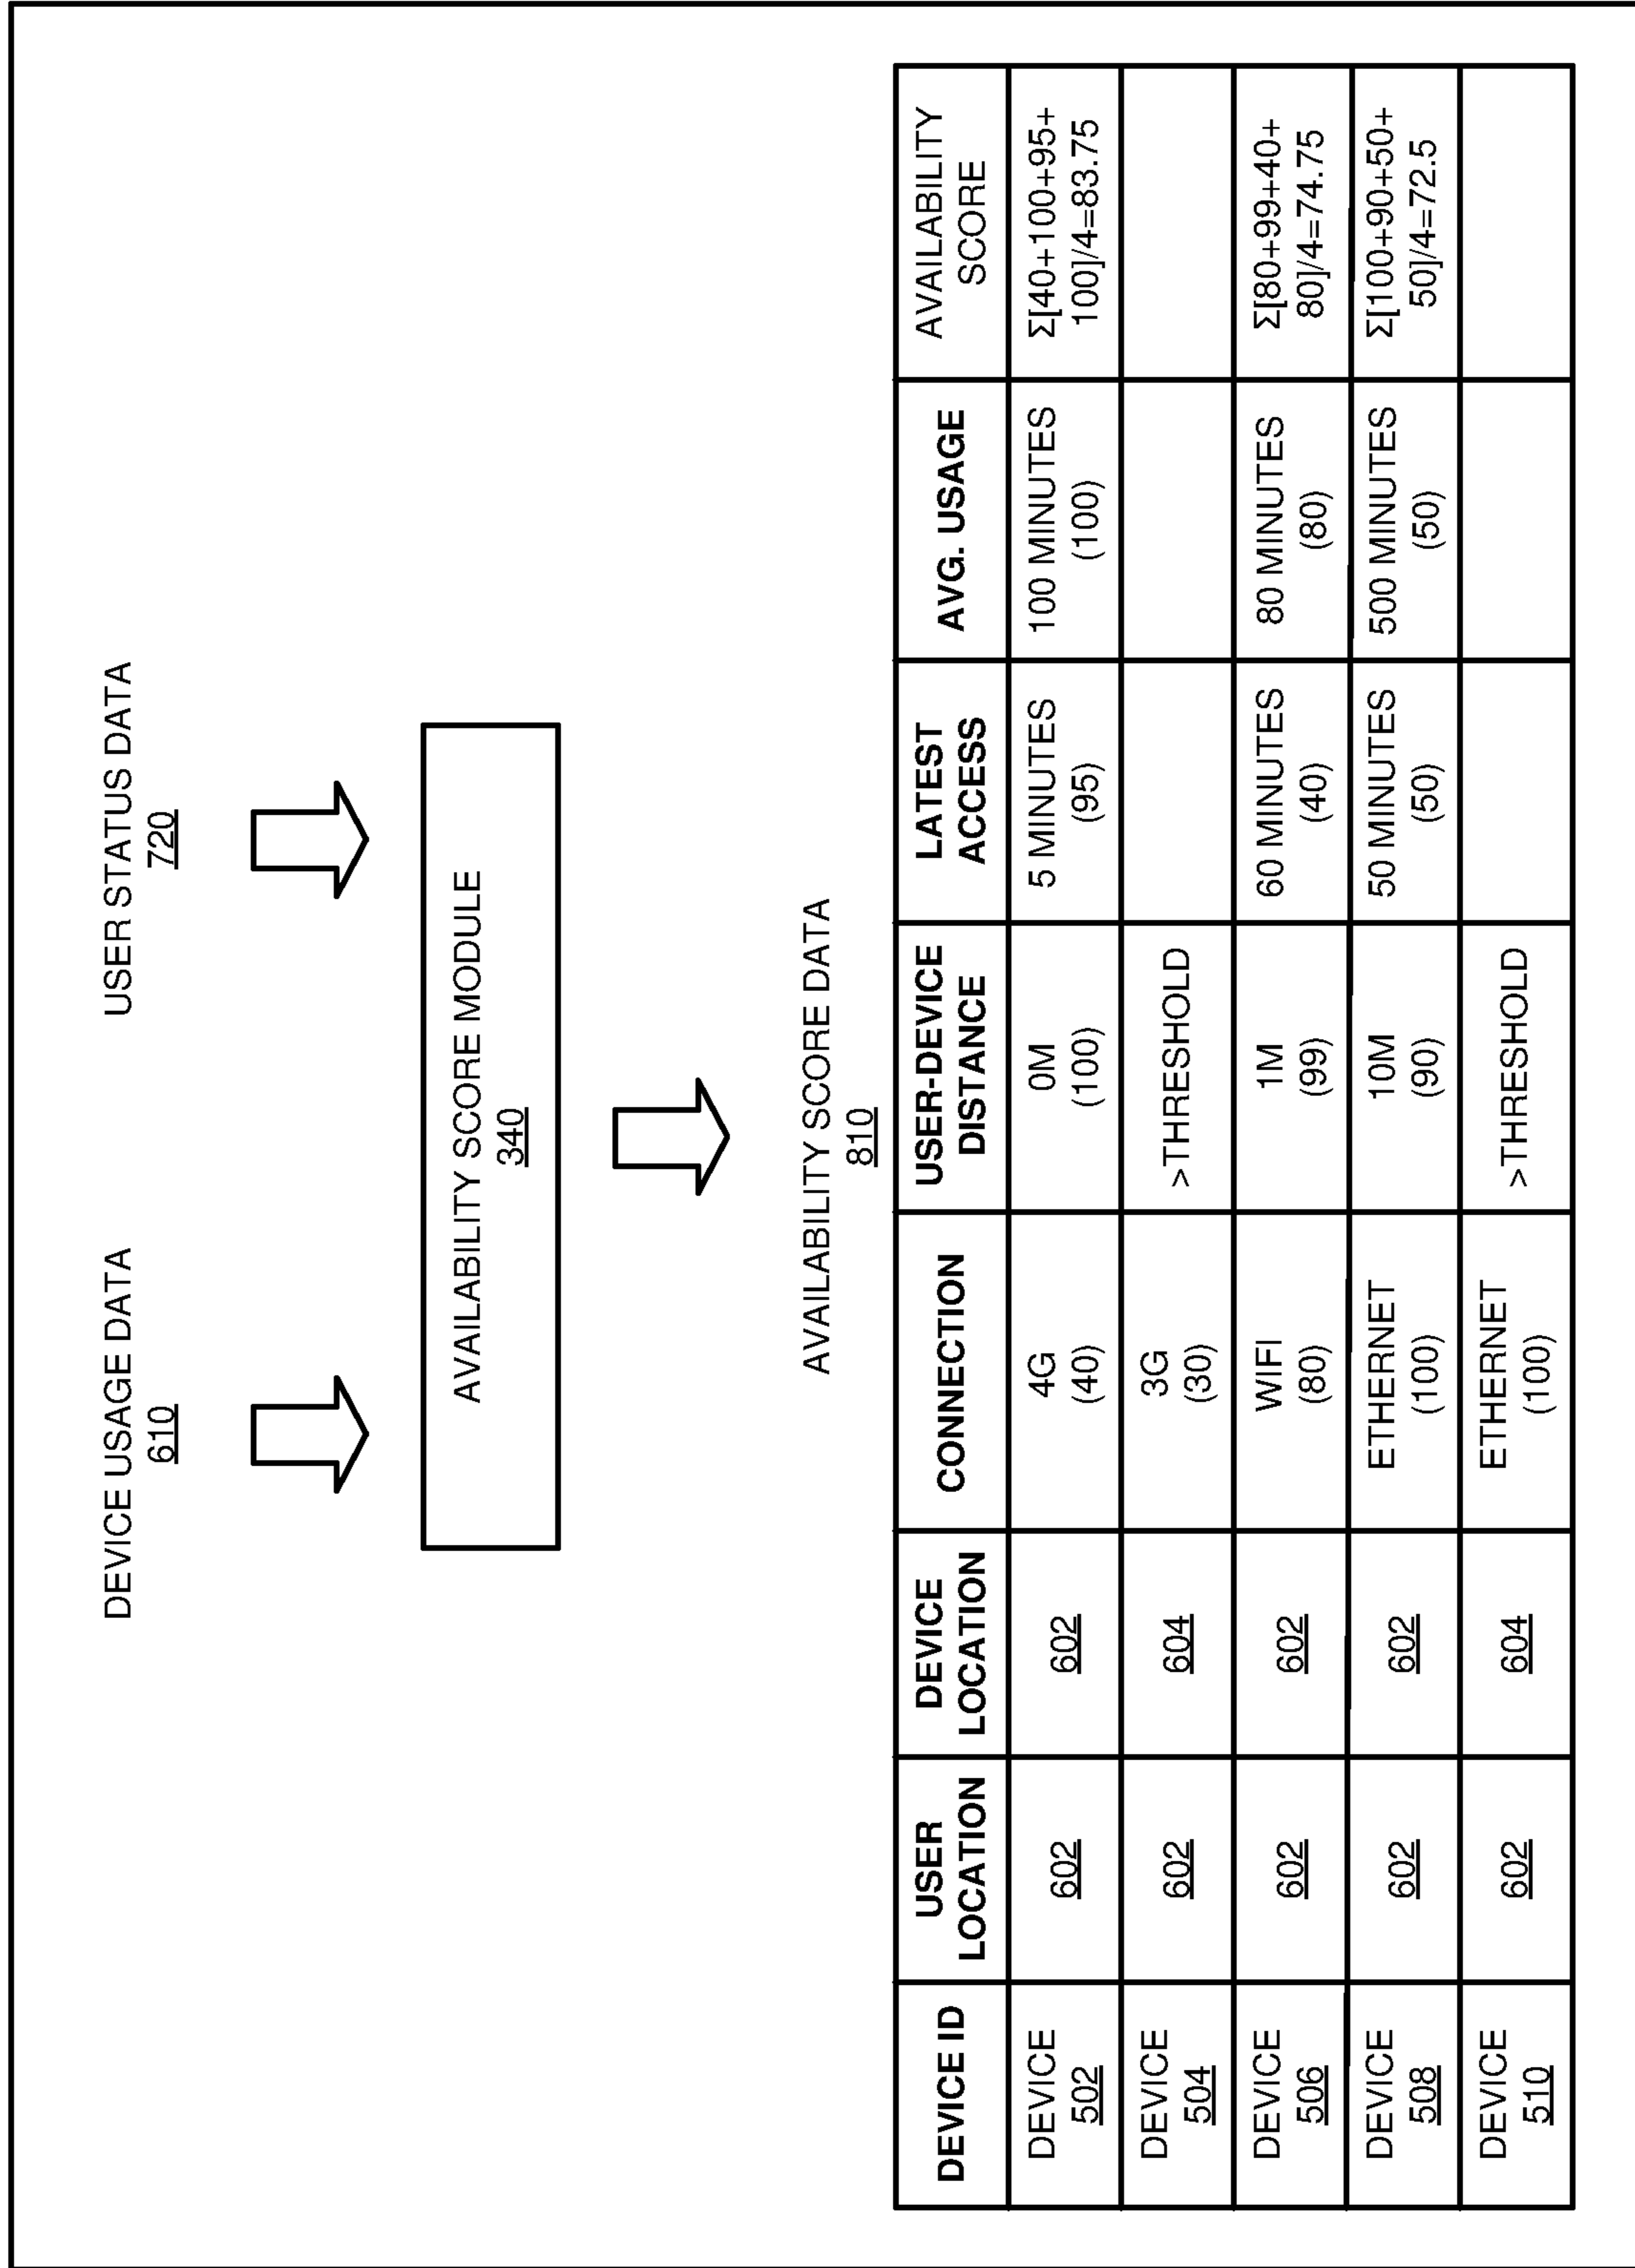 DEVICE USAGE DATA
610
USER STATUS DATA
720
AVAILABILITY SCORE MODULE
340
AVAILABILITY SCORE DATA
810
DEVICE ID
USER
LOCATION
DEVICE
LOCATION
CONNECTION
USER-DEVICE
DISTANCE
LATEST
ACCESS
AVG. USAGE
AVAILABILITY
SCORE
DEVICE
502
602
602
4G
(40)
0M
(100)
5 MINUTES
(95)
100 MINUTES
(100)
Σ[40+100+95+
100]/4=83.75
DEVICE
504
602
604
3G
(30)
>THRESHOLD
DEVICE
506
602
602
WIFI
(80)
1M
(99)
60 MINUTES
(40)
80 MINUTES
(80)
Σ[80+99+40+
80]/4=74.75
DEVICE
508
602
602
ETHERNET
(100)
10M
(90)
50 MINUTES
(50)
500 MINUTES
(50)
Σ[100+90+50+
50]/4=72.5
DEVICE
510
602
604
ETHERNET
(100)
>THRESHOLD